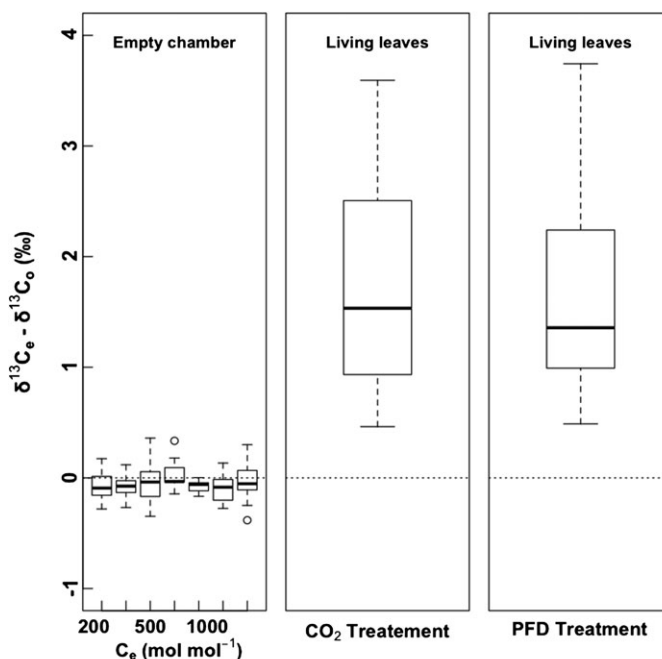 Empty chamber
Living leaves
Living leaves
4
3
2
1
0
-1
δ¹³Cₑ - δ¹³Cₒ (‰)
200 500 1000
Cₑ (mol mol⁻¹)
CO₂ Treatement
PFD Treatment